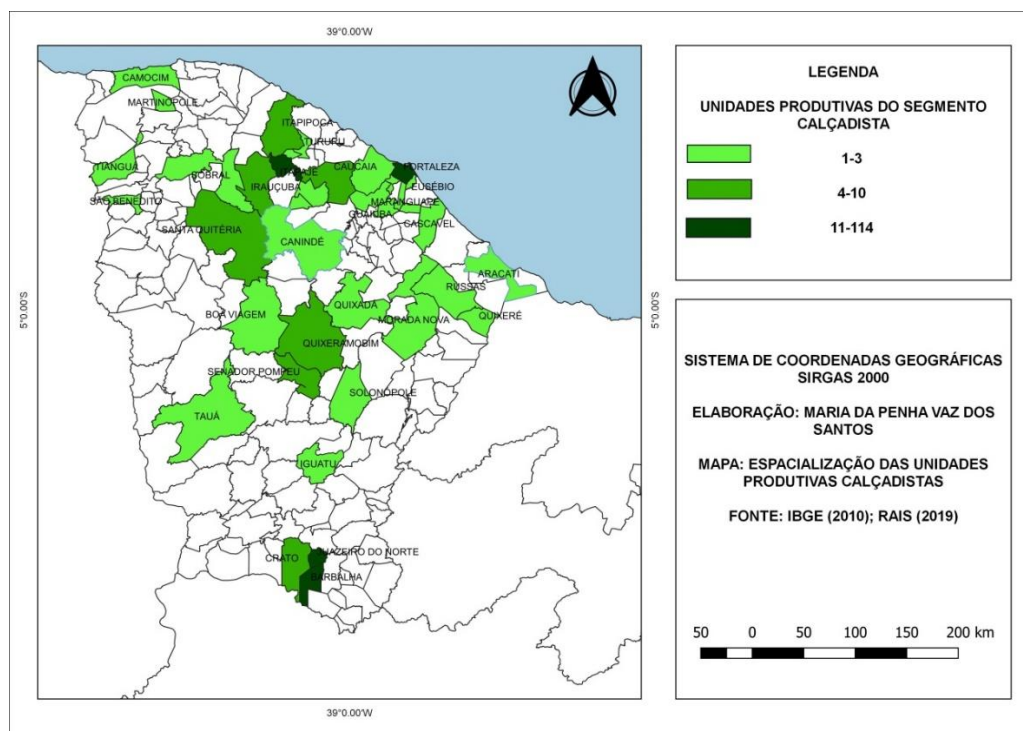 39°0.00'W
CAMOCIM
MARTINÓPOLE
ITAPIPOCA
TURURU
TIANGUÁ
SOBRAL
CAUCAIA
FORTALEZA
IRAUÇUBA
EUSÉBIO
SÃO BENEDITO
MARANGUAPE
GUAIÚBA
SANTA QUITÉRIA
CASCAVEL
CANINDÉ
ARACATI
QUIXADÁ
RUSSAS
5°0.00'S
5°0.00'S
BOA VIAGEM
MORADA NOVA
QUIXERÉ
QUIXERAMOBIM
SENADOR POMPEU
SOLONÓPOLE
TAUÁ
IGUATU
CRATO
JUAZEIRO DO NORTE
BARBALHA
39°0.00'W
LEGENDA
UNIDADES PRODUTIVAS DO SEGMENTO
CALÇADISTA
1-3
4-10
11-114
SISTEMA DE COORDENADAS GEOGRÁFICAS
SIRGAS 2000
ELABORAÇÃO: MARIA DA PENHA VAZ DOS
SANTOS
MAPA: ESPACIALIZAÇÃO DAS UNIDADES
PRODUTIVAS CALÇADISTAS
FONTE: IBGE (2010); RAIS (2019)
50 0 50 100 150 200 km